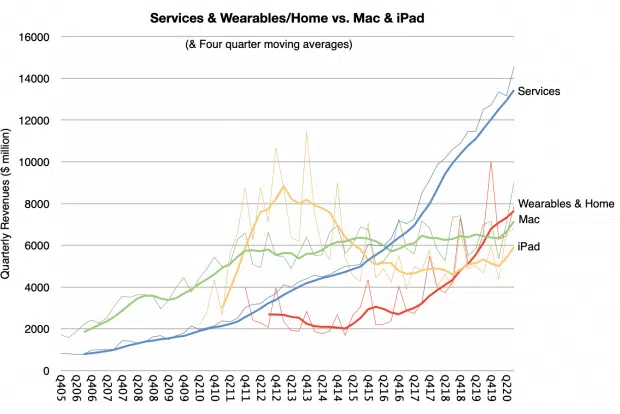 Services & Wearables/Home vs. Mac & iPad
(& Four quarter moving averages)
Quarterly Revenues ($ million)
16000
14000
12000
10000
8000
6000
4000
2000
0
Services
Wearables & Home
Mac
iPad
Q405
Q206
Q406
Q207
Q407
Q208
Q408
Q209
Q409
Q210
Q410
Q211
Q411
Q212
Q412
Q213
Q413
Q214
Q414
Q215
Q415
Q216
Q416
Q217
Q417
Q218
Q418
Q219
Q419
Q220